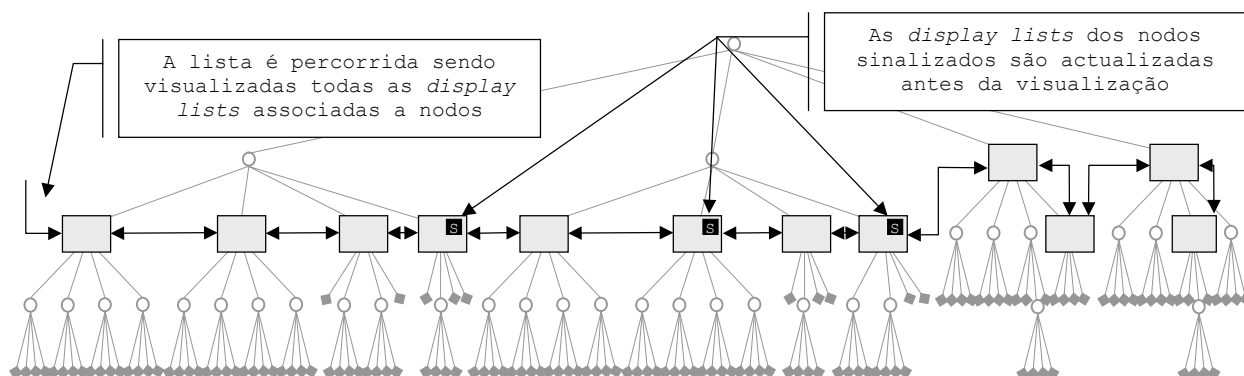 A lista é percorrida sendo
visualizadas todas as display
lists associadas a nodos
As display lists dos nodos
sinalizados são actualizadas
antes da visualização
S
S
S